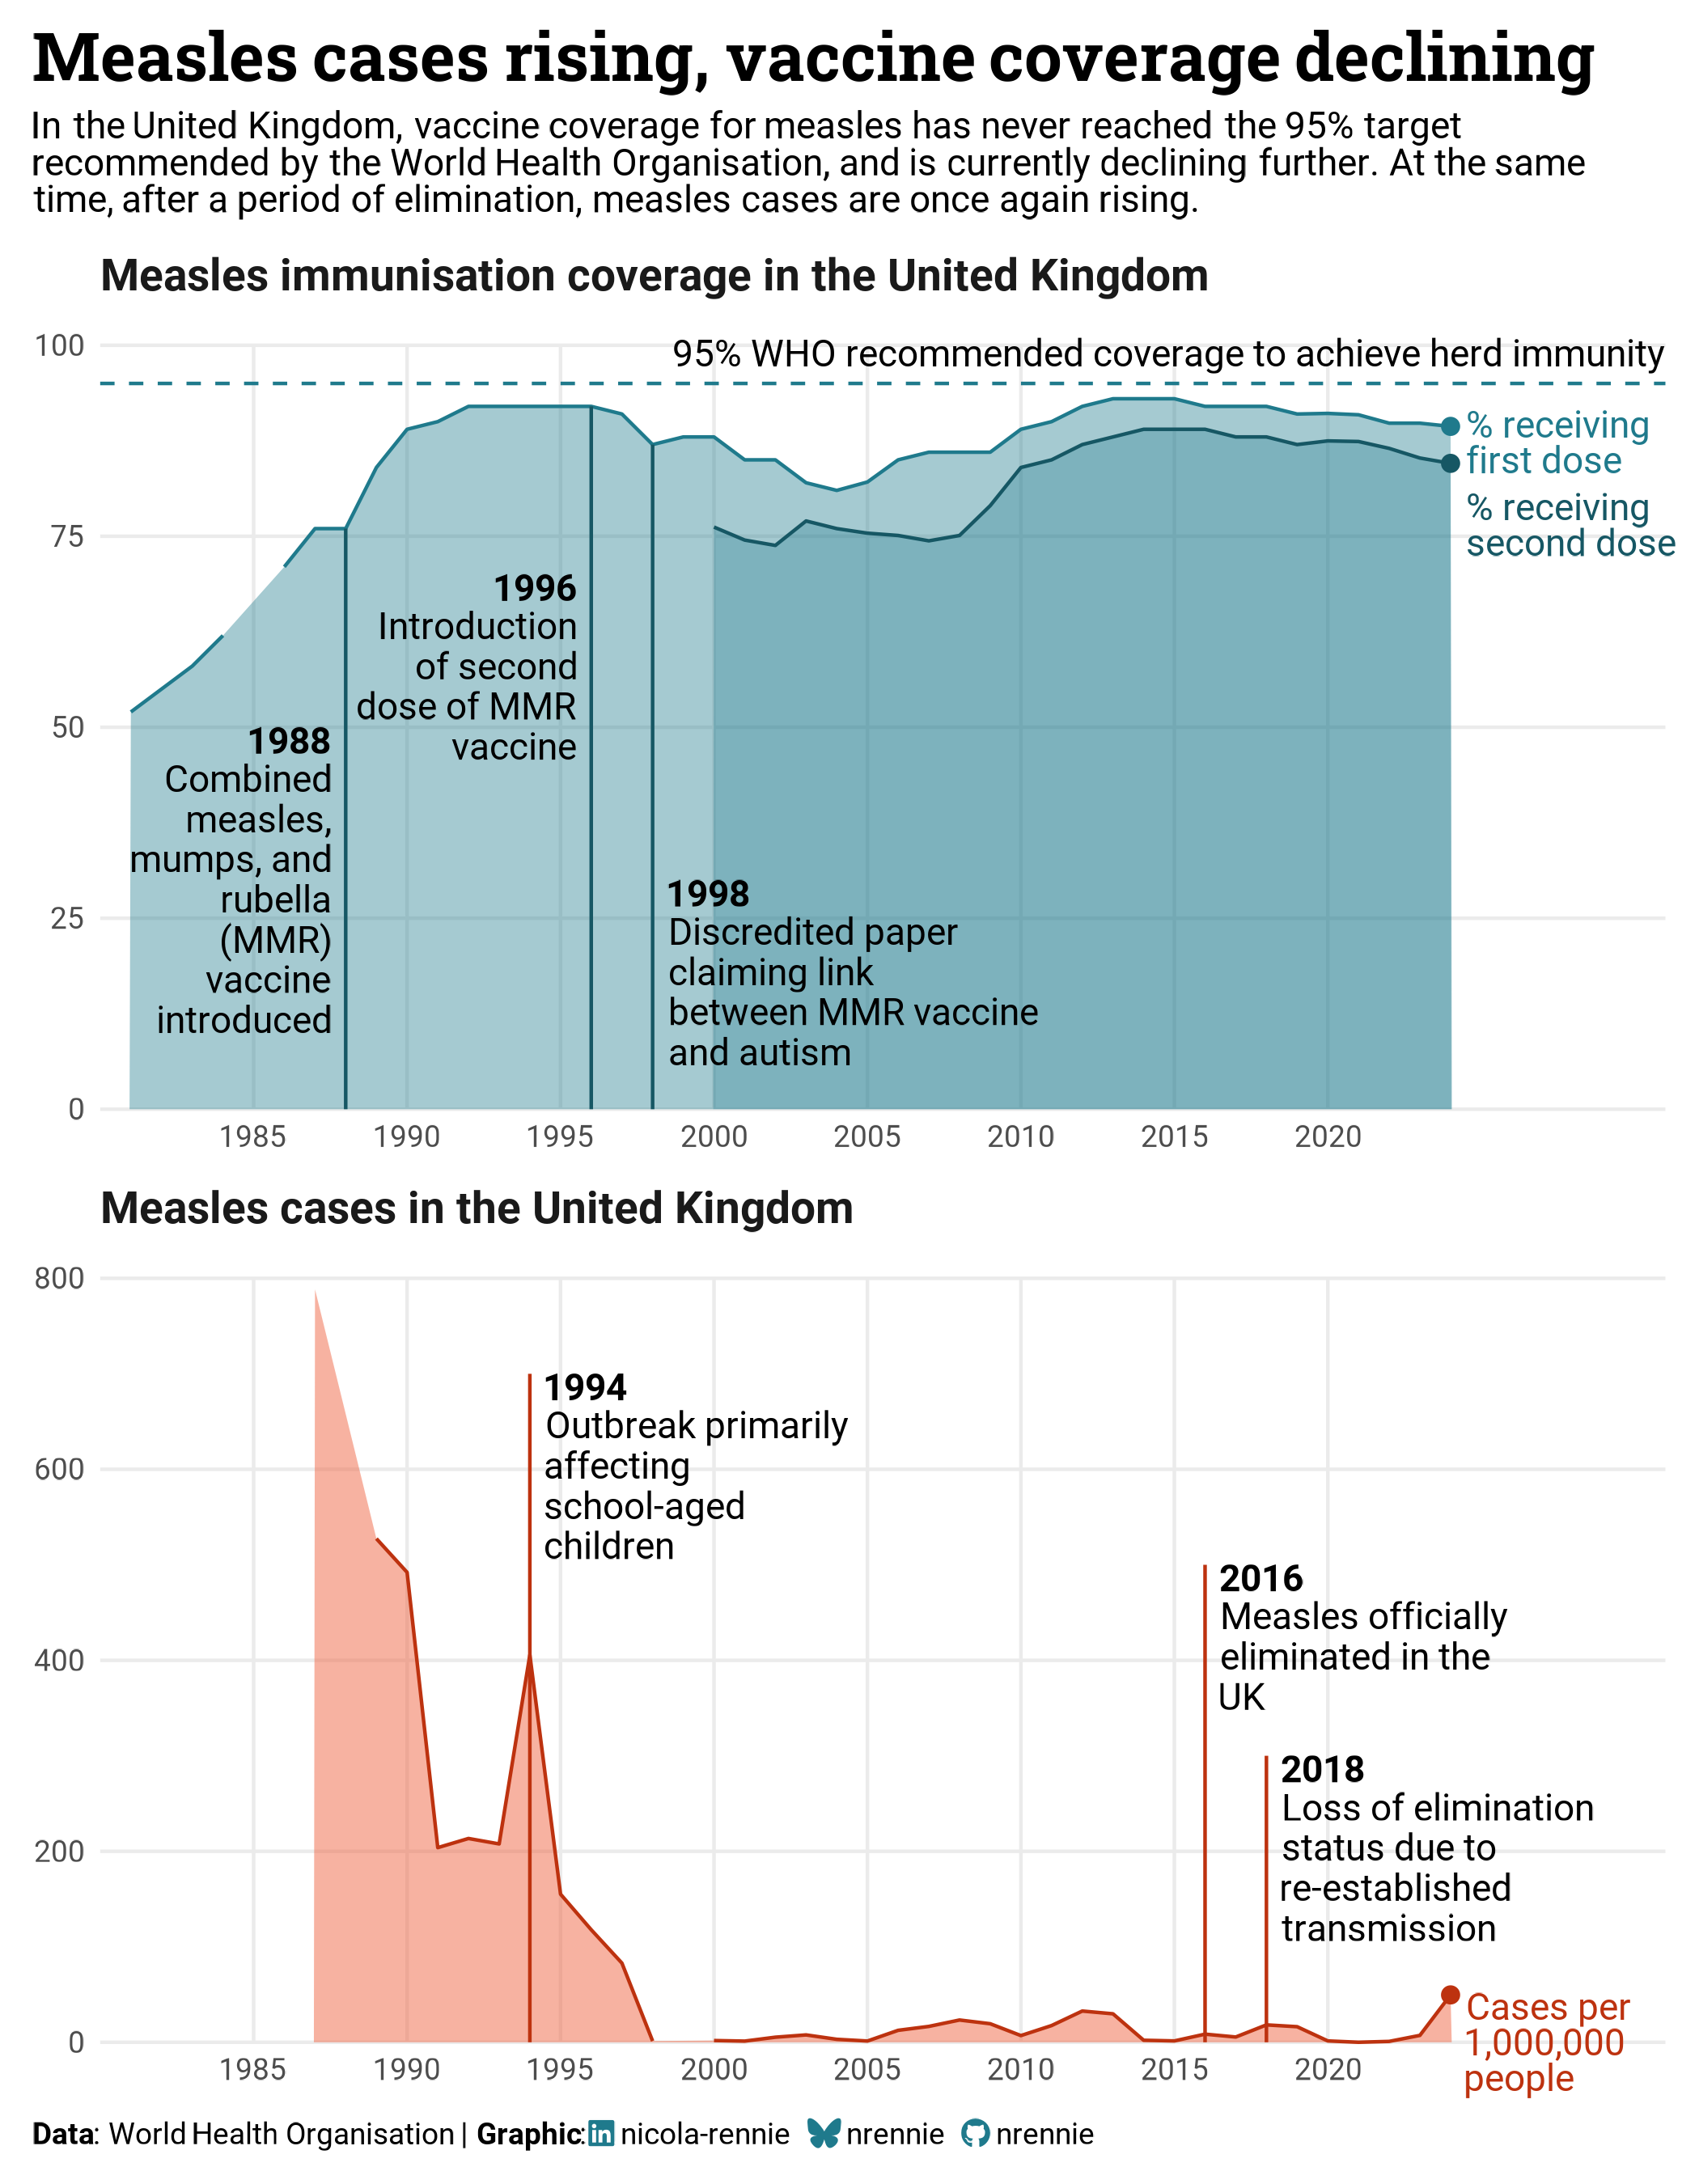 Measles cases rising, vaccine coverage declining
In the United Kingdom, vaccine coverage for measles has never reached the 95% target
recommended by the World Health Organisation, and is currently declining further. At the same
time, after a period of elimination, measles cases are once again rising.
Measles immunisation coverage in the United Kingdom
100
95% WHO recommended coverage to achieve herd immunity
% receiving
first dose
% receiving
second dose
75
1996
Introduction
of second
dose of MMR
vaccine
50
1988
Combined
measles,
mumps, and
rubella
(MMR)
vaccine
introduced
25
1998
Discredited paper
claiming link
between MMR vaccine
and autism
0
1985 1990 1995 2000 2005 2010 2015 2020
Measles cases in the United Kingdom
800
1994
Outbreak primarily
affecting
school-aged
children
600
2016
Measles officially
eliminated in the
UK
400
2018
Loss of elimination
status due to
re-established
transmission
200
Cases per
1,000,000
people
0
1985 1990 1995 2000 2005 2010 2015 2020
Data: World Health Organisation | Graphic: nicola-rennie nrennie nrennie